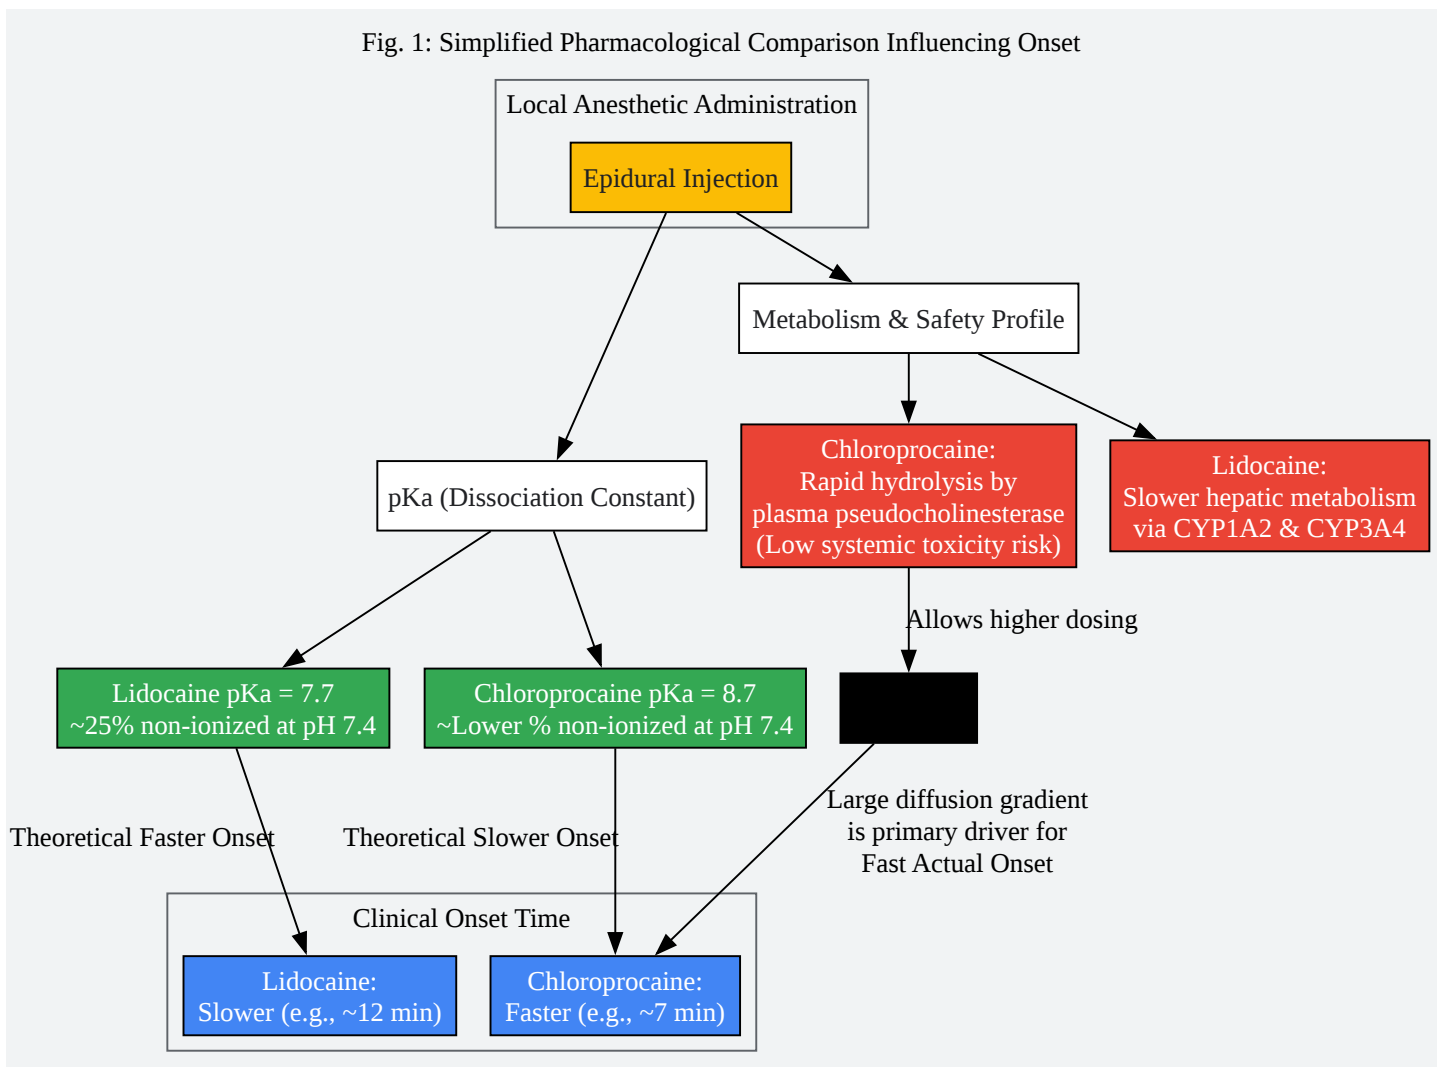 Fig. 1: Simplified Pharmacological Comparison Influencing Onset
Local Anesthetic Administration
Epidural Injection
Metabolism & Safety Profile
Chloroprocaine:
Rapid hydrolysis by
plasma pseudocholinesterase
(Low systemic toxicity risk)
Lidocaine:
Slower hepatic metabolism
via CYP1A2 & CYP3A4
pKa (Dissociation Constant)
Allows higher dosing
Lidocaine pKa = 7.7
~25% non-ionized at pH 7.4
Chloroprocaine pKa = 8.7
~Lower % non-ionized at pH 7.4
Theoretical Faster Onset
Theoretical Slower Onset
Large diffusion gradient
is primary driver for
Fast Actual Onset
Clinical Onset Time
Lidocaine:
Slower (e.g., ~12 min)
Chloroprocaine:
Faster (e.g., ~7 min)